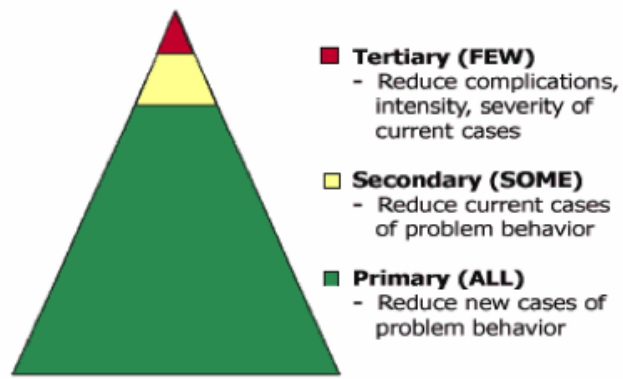 Tertiary (FEW)
- Reduce complications,
intensity, severity of
current cases
Secondary (SOME)
- Reduce current cases
of problem behavior
Primary (ALL)
- Reduce new cases of
problem behavior